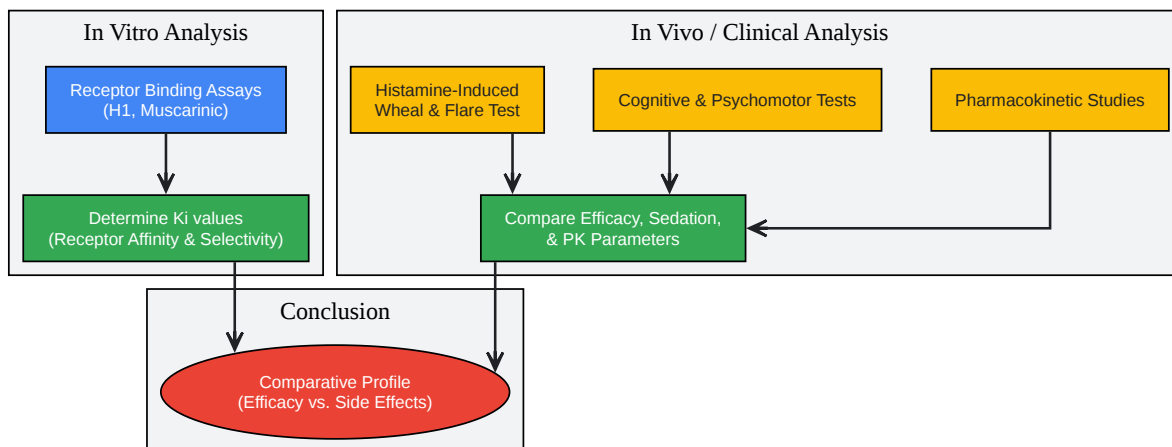 In Vitro Analysis
Receptor Binding Assays
(H1, Muscarinic)
Determine Ki values
(Receptor Affinity & Selectivity)
In Vivo / Clinical Analysis
Histamine-Induced
Wheal & Flare Test
Cognitive & Psychomotor Tests
Pharmacokinetic Studies
Compare Efficacy, Sedation,
& PK Parameters
Conclusion
Comparative Profile
(Efficacy vs. Side Effects)